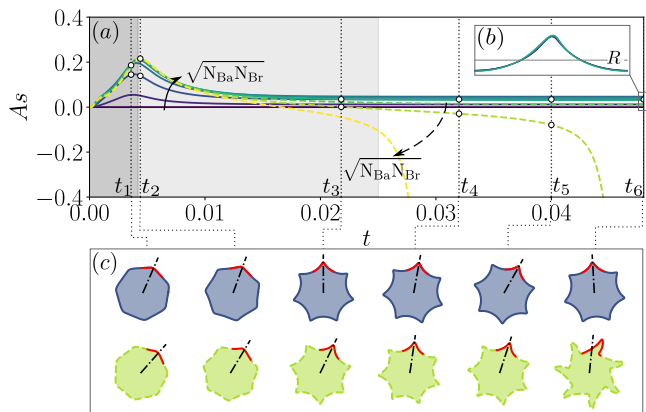 0.4
(a)
(b)
R
√N_Ba N_Br
0.2
0.0
−0.2
−0.4
As
√N_Ba N_Br
t₁ t₂ t₃ t₄ t₅ t₆
0.00 0.01 0.02 0.03 0.04
t
(c)